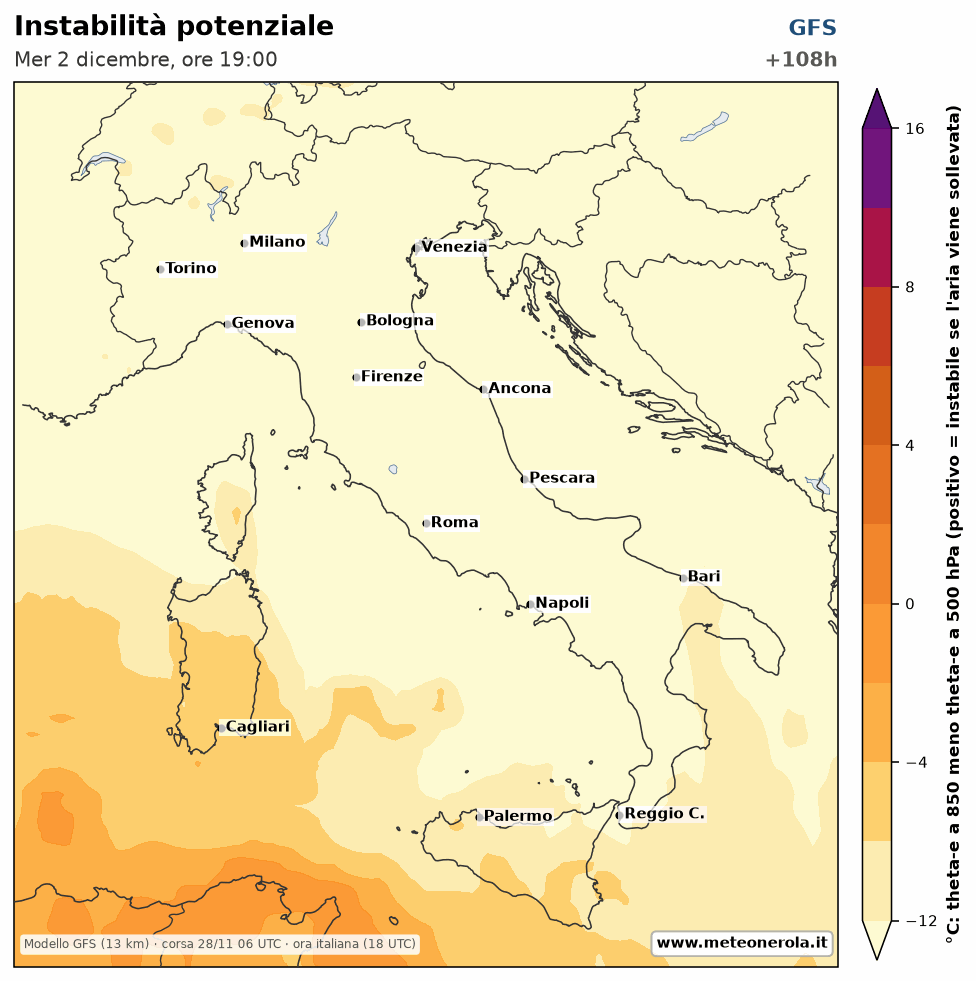 Instabilità potenziale
GFS
Mer 2 dicembre, ore 19:00
+108h
Milano
Venezia
Torino
Genova
Bologna
Firenze
Ancona
Pescara
Roma
Bari
Napoli
Cagliari
Palermo
Reggio C.
16
8
4
0
−4
−12
°C: theta-e a 850 meno theta-e a 500 hPa (positivo = instabile se l'aria viene sollevata)
Modello GFS (13 km) · corsa 28/11 06 UTC · ora italiana (18 UTC)
www.meteonerola.it